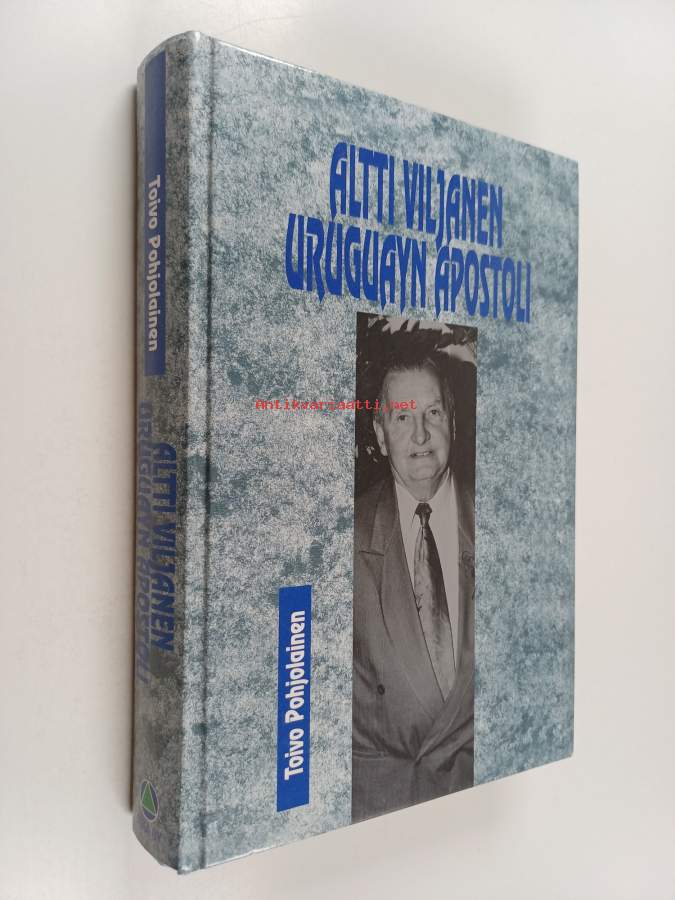 ALTTI VILJANEN
URUGUAYN APOSTOLI
Toivo Pohjolainen
Toivo Pohjolainen
ALTTI VILJANEN
URUGUAYN APOSTOLI
Antikvariaatti.net